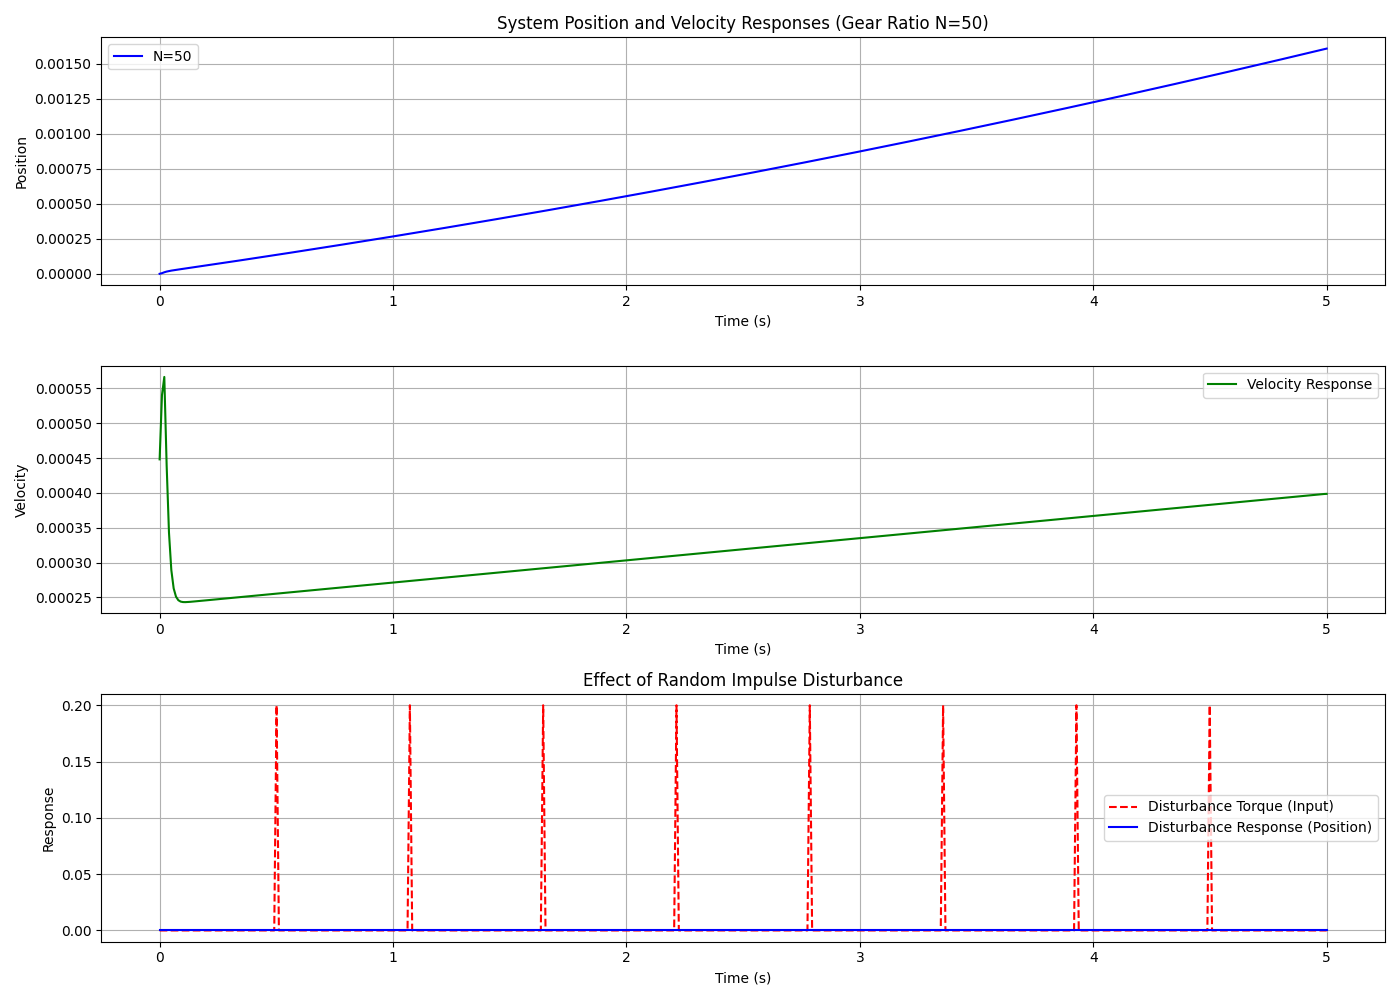 System Position and Velocity Responses (Gear Ratio N=50)
N=50
Position
0.00150
0.00125
0.00100
0.00075
0.00050
0.00025
0.00000
0 1 2 3 4 5
Time (s)
Velocity Response
Velocity
0.00055
0.00050
0.00045
0.00040
0.00035
0.00030
0.00025
0 1 2 3 4 5
Time (s)
Effect of Random Impulse Disturbance
Response
0.20
0.15
0.10
0.05
0.00
Disturbance Torque (Input)
Disturbance Response (Position)
0 1 2 3 4 5
Time (s)